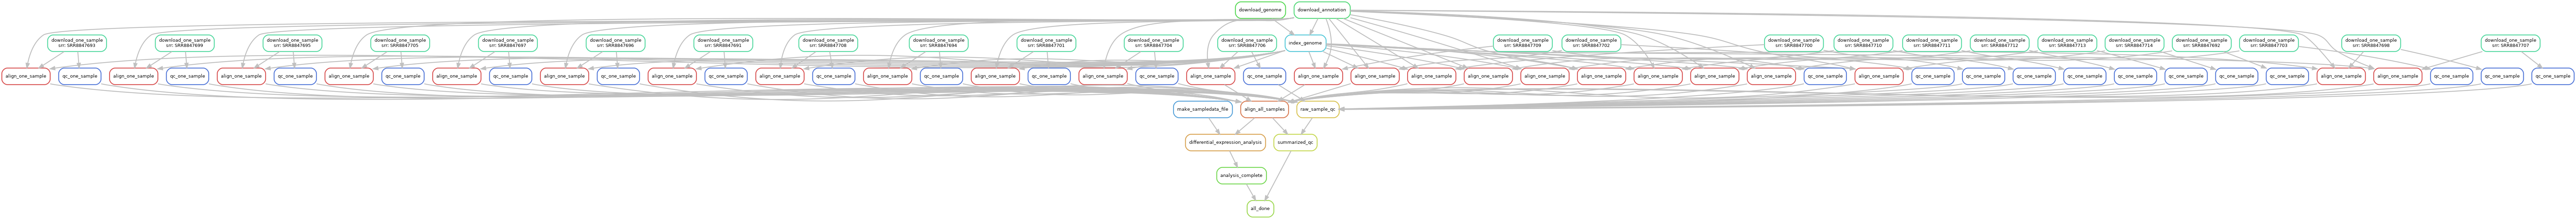 download_genome
download_annotation
download_one_sample
srr: SRR8847693
download_one_sample
srr: SRR8847699
download_one_sample
srr: SRR8847695
download_one_sample
srr: SRR8847705
download_one_sample
srr: SRR8847697
download_one_sample
srr: SRR8847696
download_one_sample
srr: SRR8847691
download_one_sample
srr: SRR8847708
download_one_sample
srr: SRR8847694
download_one_sample
srr: SRR8847701
download_one_sample
srr: SRR8847704
download_one_sample
srr: SRR8847706
index_genome
download_one_sample
srr: SRR8847709
download_one_sample
srr: SRR8847702
download_one_sample
srr: SRR8847700
download_one_sample
srr: SRR8847710
download_one_sample
srr: SRR8847711
download_one_sample
srr: SRR8847712
download_one_sample
srr: SRR8847713
download_one_sample
srr: SRR8847714
download_one_sample
srr: SRR8847692
download_one_sample
srr: SRR8847703
download_one_sample
srr: SRR8847698
download_one_sample
srr: SRR8847707
align_one_sample
qc_one_sample
align_one_sample
qc_one_sample
align_one_sample
qc_one_sample
align_one_sample
qc_one_sample
align_one_sample
qc_one_sample
align_one_sample
qc_one_sample
align_one_sample
qc_one_sample
align_one_sample
qc_one_sample
align_one_sample
qc_one_sample
align_one_sample
qc_one_sample
align_one_sample
qc_one_sample
align_one_sample
qc_one_sample
align_one_sample
align_one_sample
align_one_sample
align_one_sample
align_one_sample
align_one_sample
align_one_sample
align_one_sample
align_one_sample
qc_one_sample
align_one_sample
qc_one_sample
qc_one_sample
qc_one_sample
qc_one_sample
qc_one_sample
qc_one_sample
qc_one_sample
qc_one_sample
align_one_sample
align_one_sample
qc_one_sample
qc_one_sample
qc_one_sample
make_sampledata_file
align_all_samples
raw_sample_qc
differential_expression_analysis
summarized_qc
analysis_complete
all_done